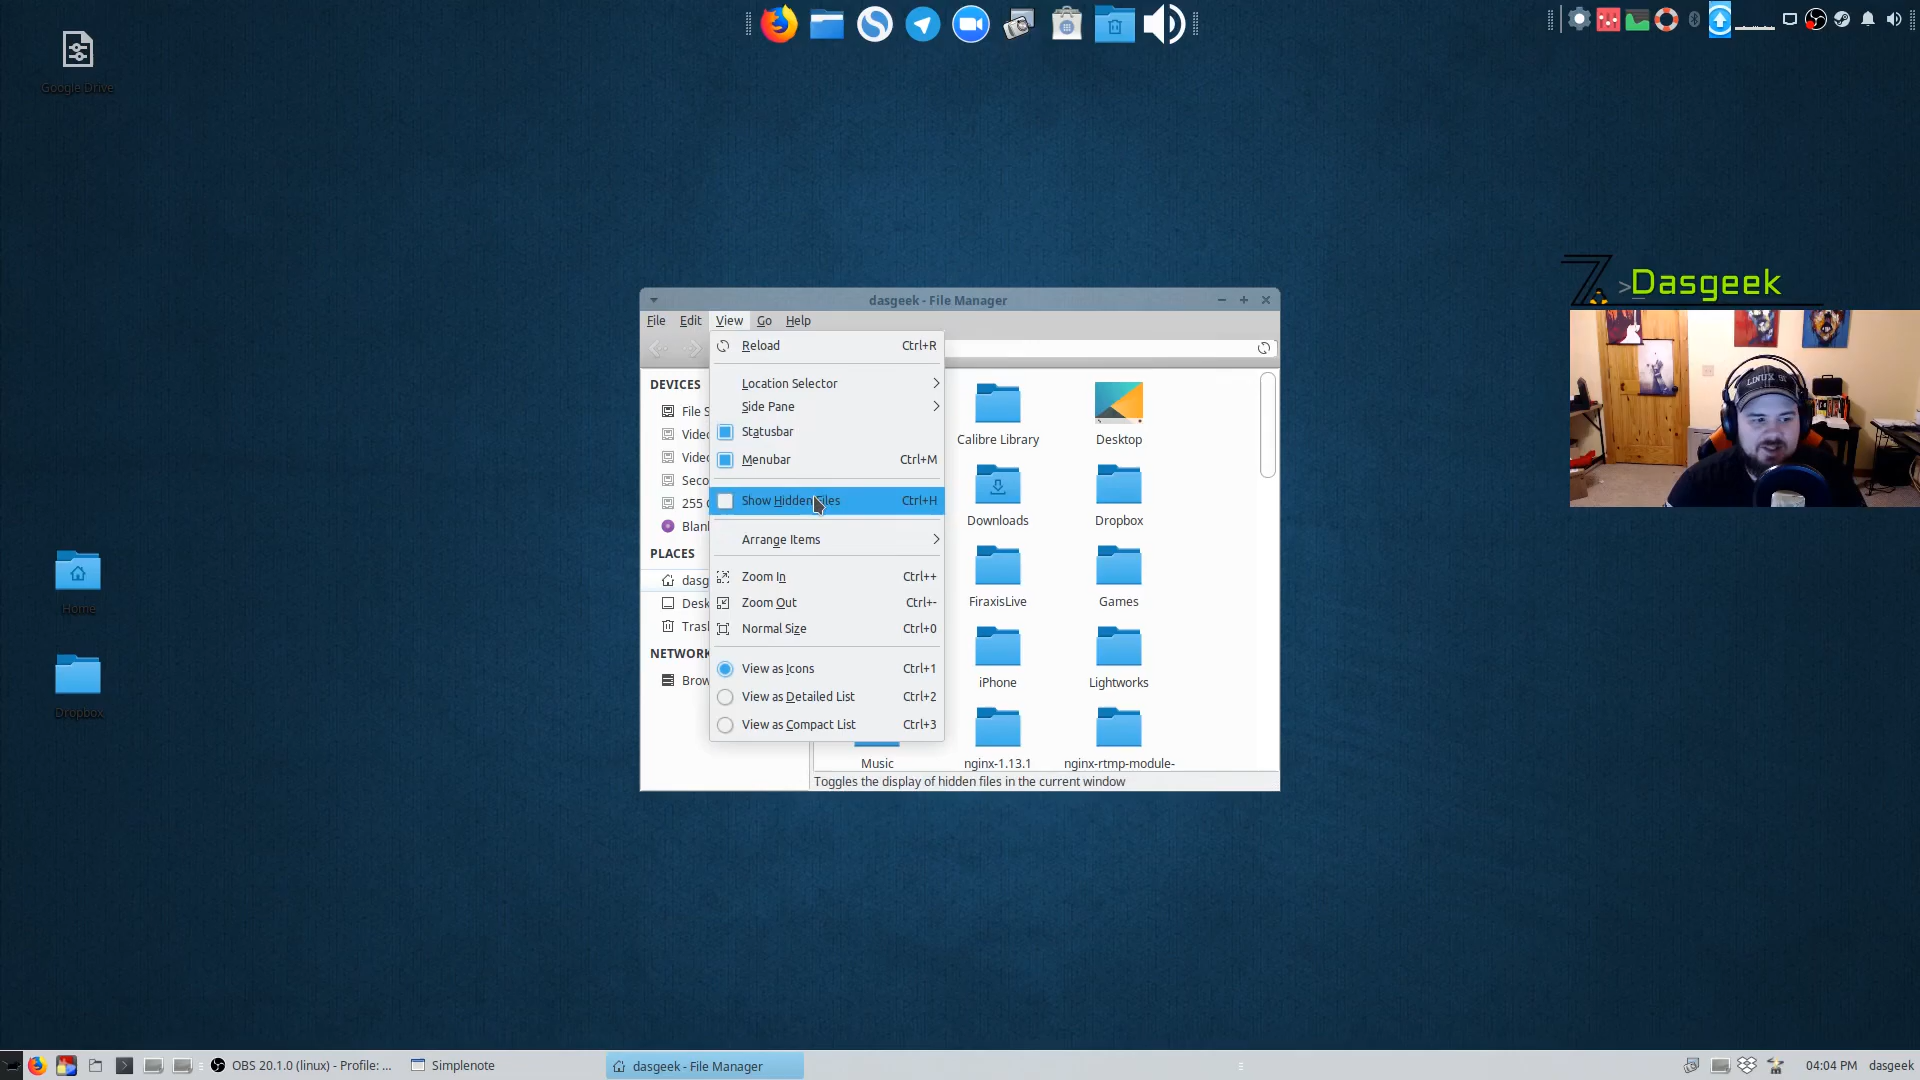 Google Drive
Home
Dropbox
dasgeek - File Manager
File Edit View Go Help
Reload Ctrl+R
Location Selector
Side Pane
Statusbar
Menubar Ctrl+M
Show Hidden Files Ctrl+H
Arrange Items
Zoom In Ctrl++
Zoom Out Ctrl+-
Normal Size Ctrl+0
View as Icons Ctrl+1
View as Detailed List Ctrl+2
View as Compact List Ctrl+3
DEVICES
File S
Video
Video
Seco
255
Blan
PLACES
dasg
Desk
Tras
NETWORK
Brow
Calibre Library Desktop
Downloads Dropbox
FiraxisLive Games
iPhone Lightworks
Music nginx-1.13.1 nginx-rtmp-module-
Toggles the display of hidden files in the current window
>Dasgeek
OBS 20.1.0 (linux) - Profile: ... Simplenote dasgeek - File Manager 04:04 PM dasgeek